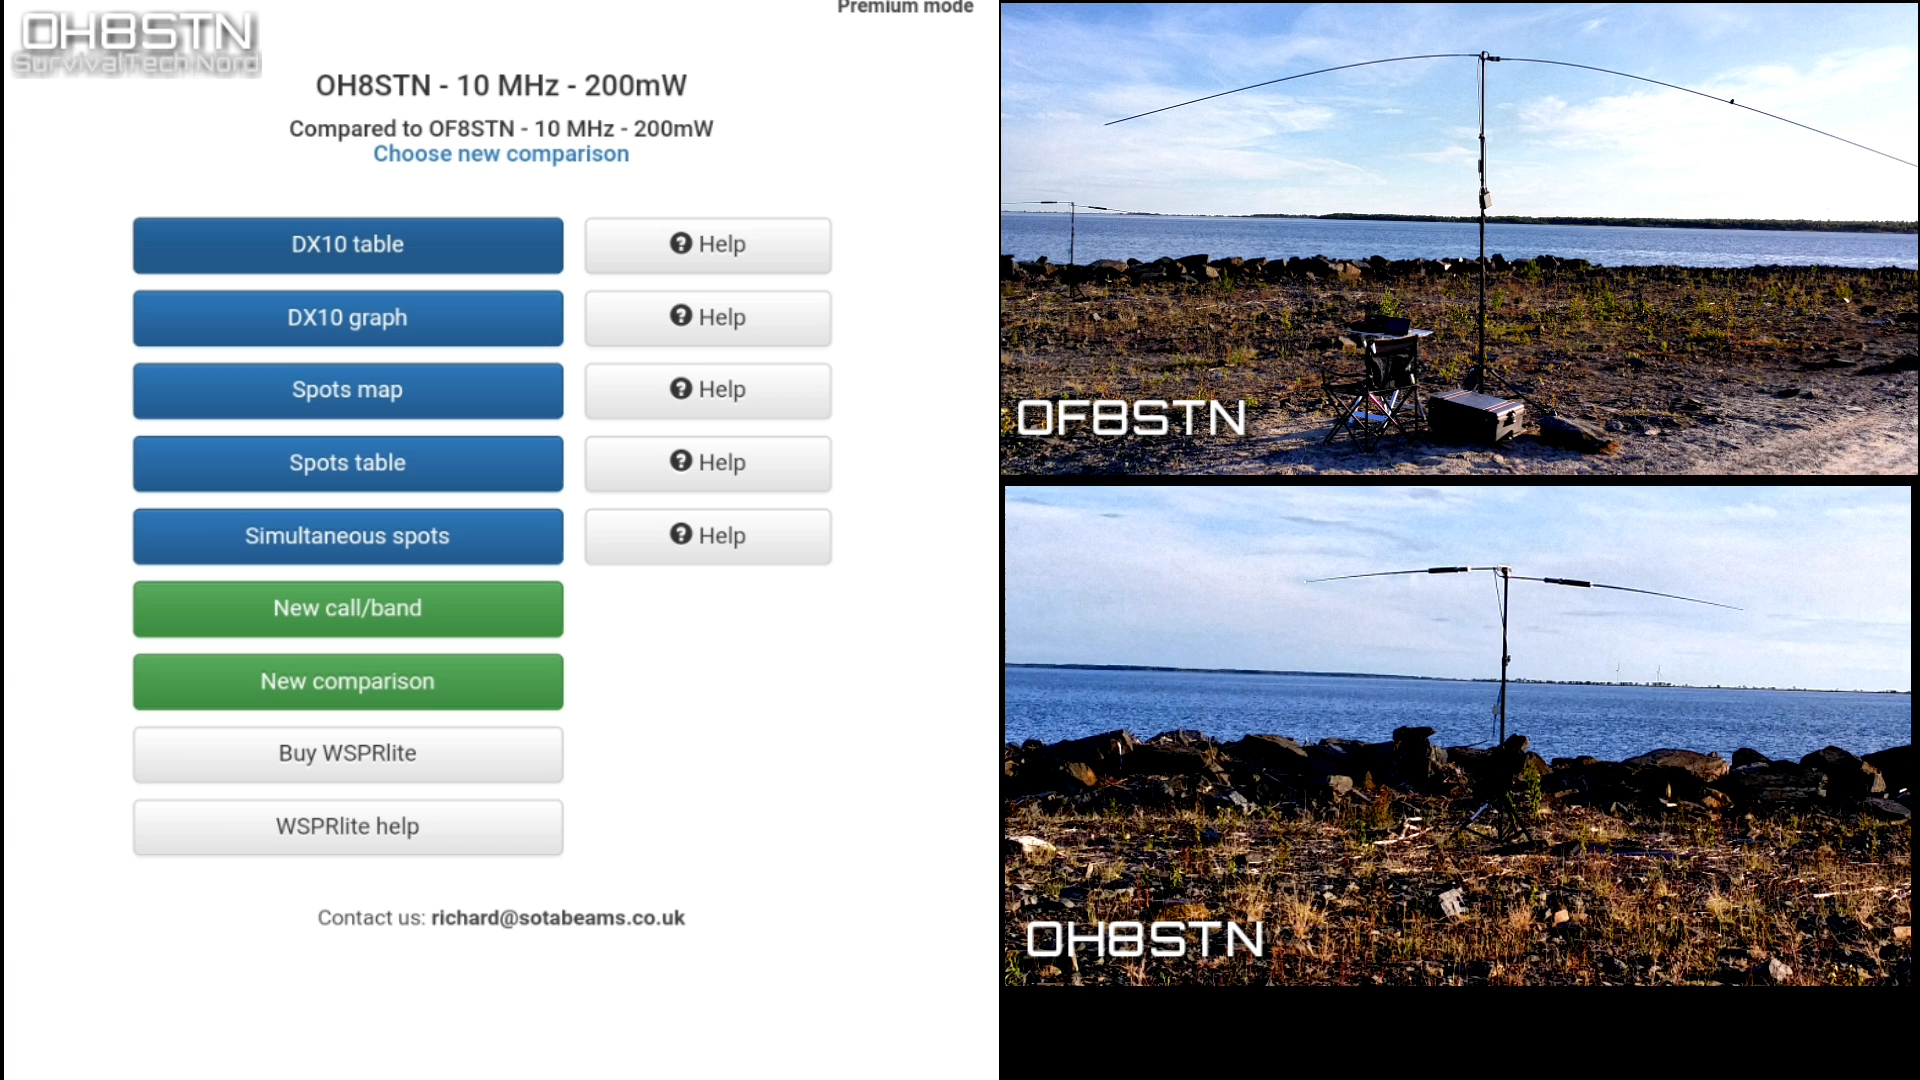 Premium mode
OH8STN
SurvivalTech Nord
OH8STN - 10 MHz - 200mW
Compared to OF8STN - 10 MHz - 200mW
Choose new comparison
DX10 table
Help
DX10 graph
Help
Spots map
Help
Spots table
Help
Simultaneous spots
Help
New call/band
New comparison
Buy WSPRlite
WSPRlite help
Contact us: richard@sotabeams.co.uk
OF8STN
OH8STN